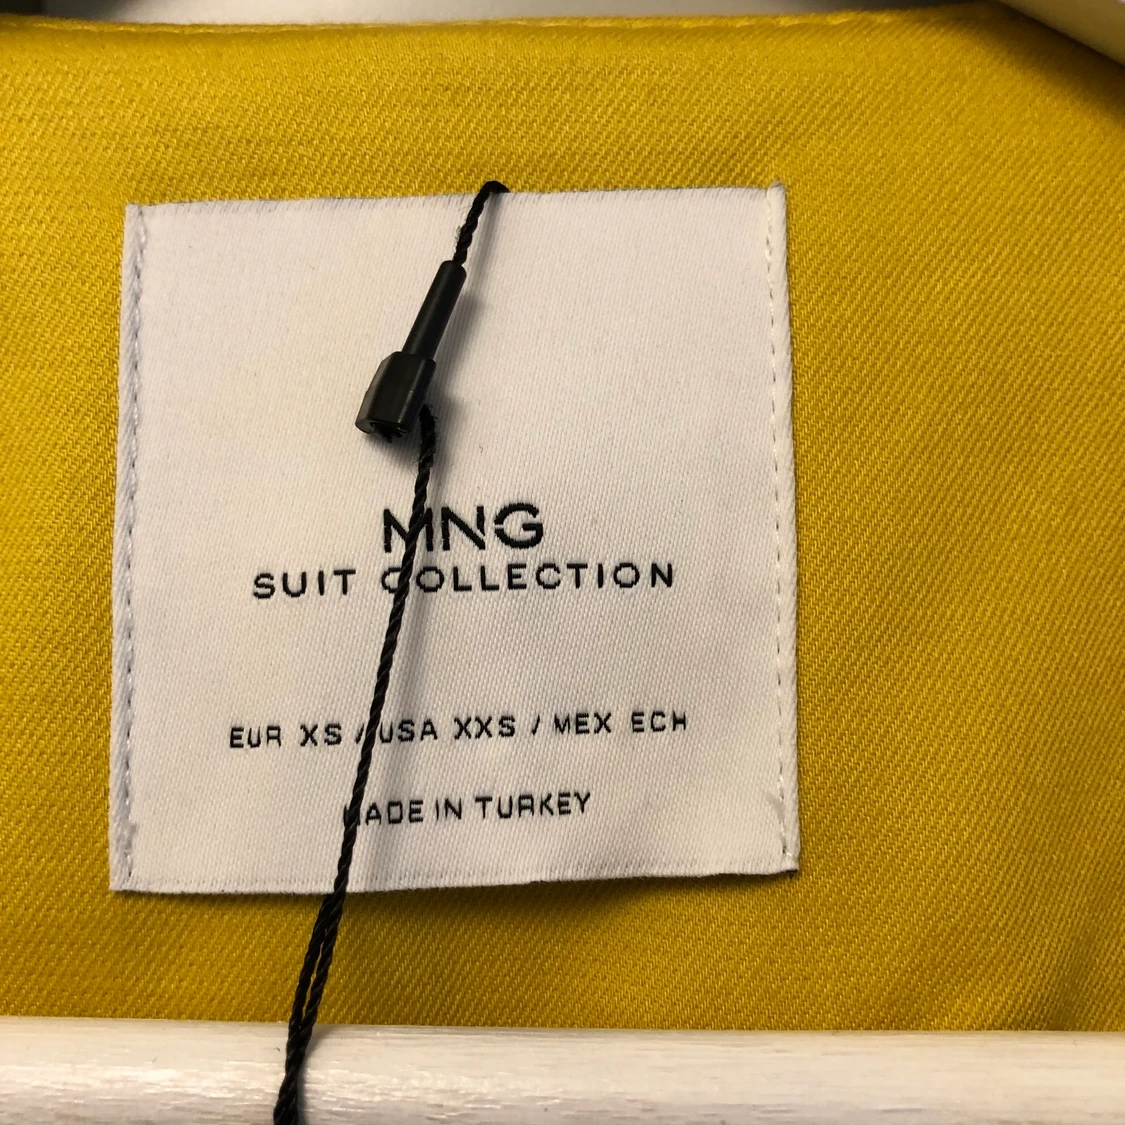 MNG
SUIT COLLECTION
EUR XS / USA XXS / MEX ECH
MADE IN TURKEY